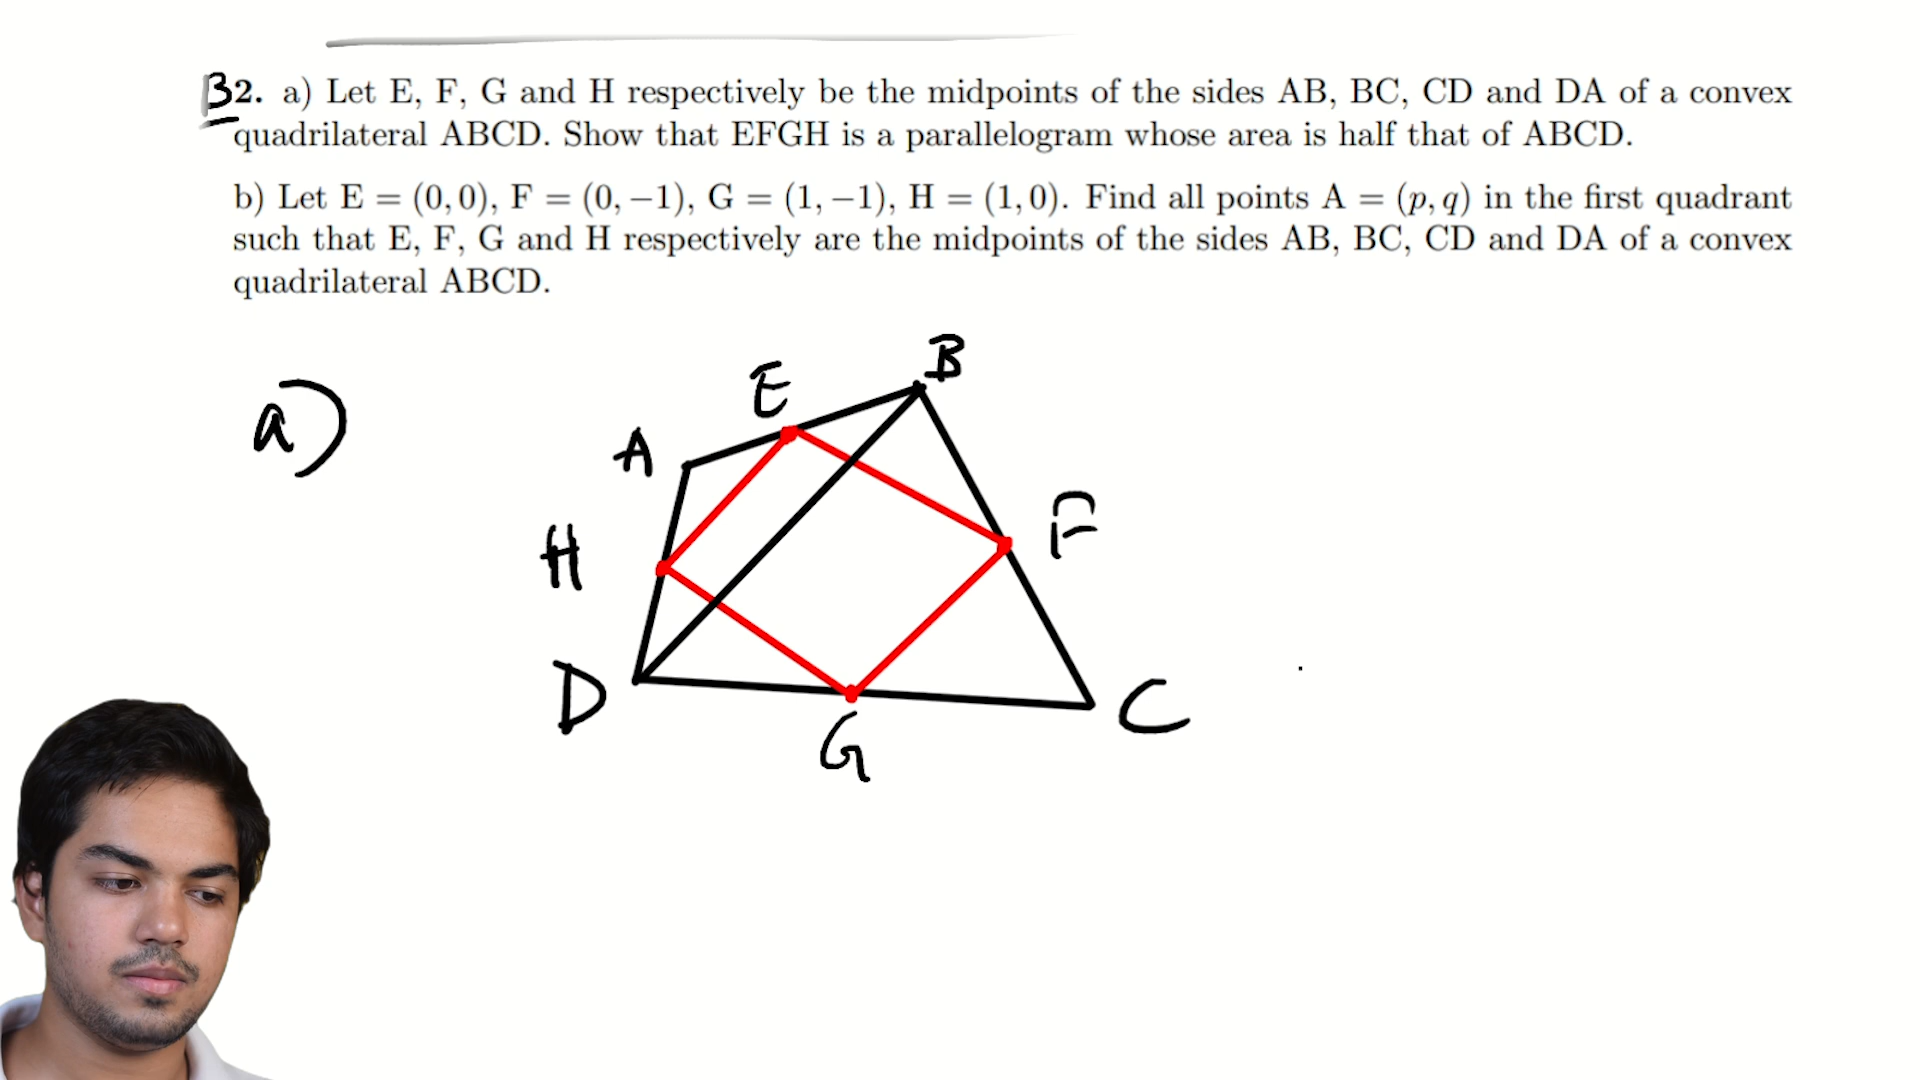 B2. a) Let E, F, G and H respectively be the midpoints of the sides AB, BC, CD and DA of a convex
quadrilateral ABCD. Show that EFGH is a parallelogram whose area is half that of ABCD.
b) Let E = (0, 0), F = (0, −1), G = (1, −1), H = (1, 0). Find all points A = (p, q) in the first quadrant
such that E, F, G and H respectively are the midpoints of the sides AB, BC, CD and DA of a convex
quadrilateral ABCD.
a)
B
E
A
F
H
D
C
G